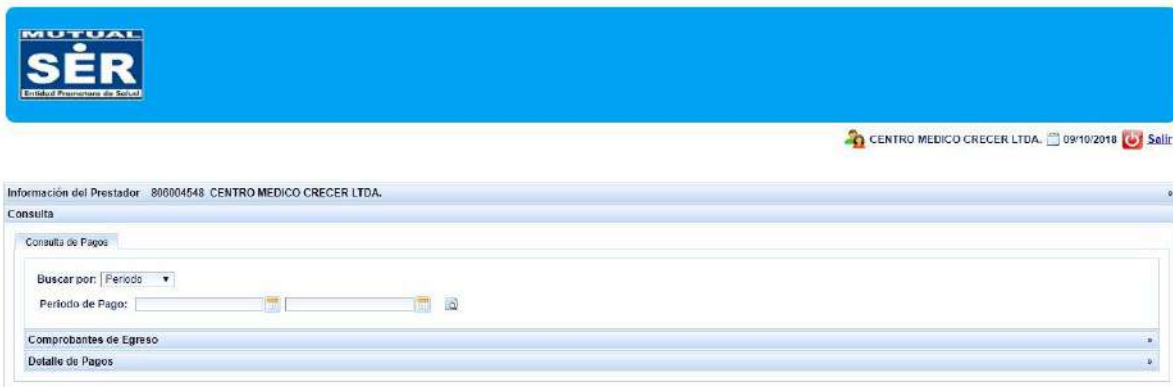 MUTUAL
SER
Entidad Promotora de Salud
CENTRO MEDICO CRECER LTDA. 09/10/2018 Salir
Información del Prestador 806004548 CENTRO MEDICO CRECER LTDA.
Consulta
Consulta de Pagos
Buscar por: Periodo
Periodo de Pago:
Comprobantes de Egreso
Detalle de Pagos